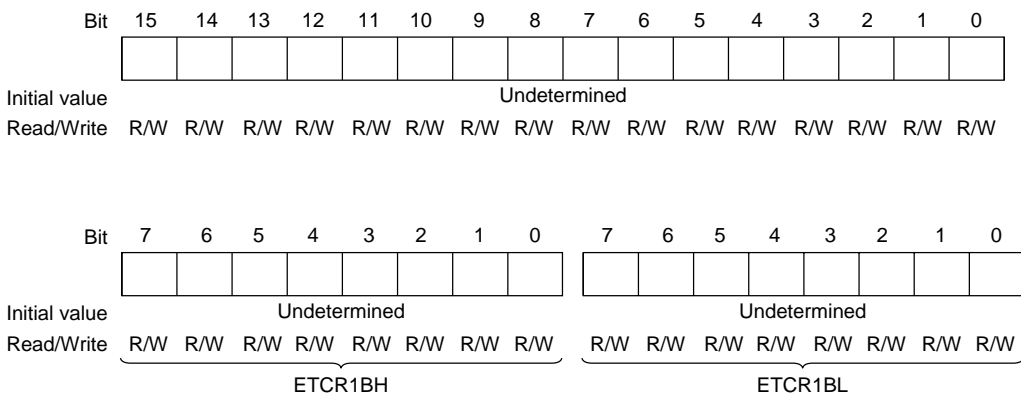 Bit 15 14 13 12 11 10 9 8 7 6 5 4 3 2 1 0
Initial value Undetermined
Read/Write R/W R/W R/W R/W R/W R/W R/W R/W R/W R/W R/W R/W R/W R/W R/W R/W
Bit 7 6 5 4 3 2 1 0 7 6 5 4 3 2 1 0
Initial value Undetermined Undetermined
Read/Write R/W R/W R/W R/W R/W R/W R/W R/W R/W R/W R/W R/W R/W R/W R/W R/W
ETCR1BH ETCR1BL